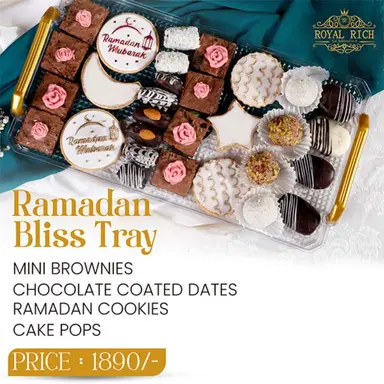 ROYAL RICH
Ramadan
Mubarak
Ramadan
Mubarak
Ramadan
Bliss Tray
MINI BROWNIES
CHOCOLATE COATED DATES
RAMADAN COOKIES
CAKE POPS
PRICE : 1890/-